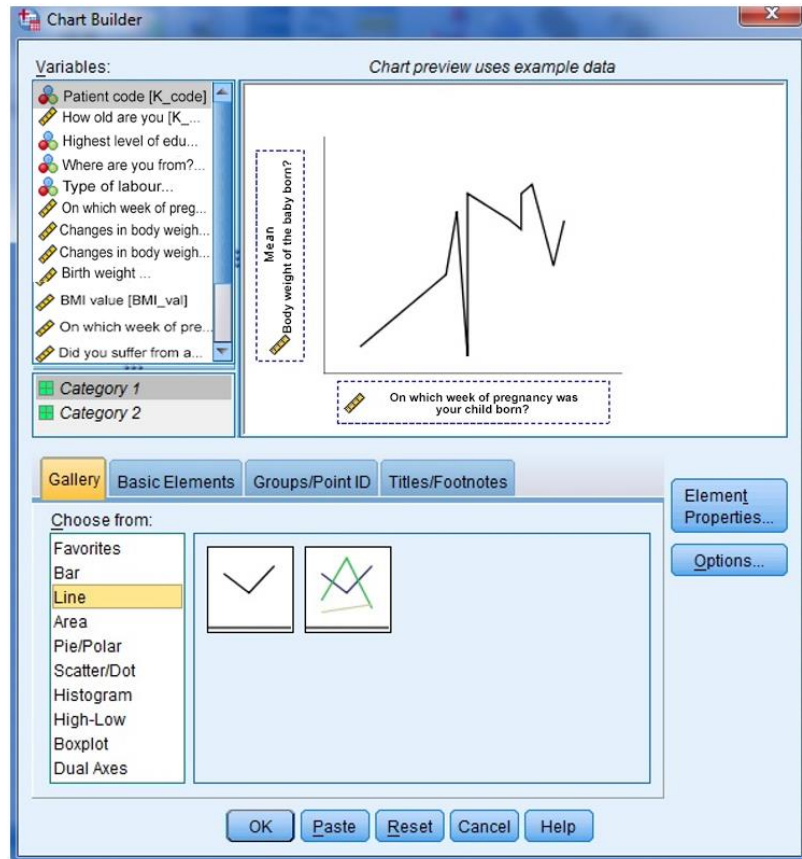 Chart Builder
Variables:
Chart preview uses example data
Patient code [K_code]
How old are you [K_...
Highest level of edu...
Where are you from?...
Type of labour...
On which week of preg...
Changes in body weigh...
Changes in body weigh...
Birth weight ...
BMI value [BMI_val]
On which week of pre...
Did you suffer from a...
Category 1
Category 2
Mean
Body weight of the baby born?
On which week of pregnancy was
your child born?
Gallery
Basic Elements
Groups/Point ID
Titles/Footnotes
Choose from:
Favorites
Bar
Line
Area
Pie/Polar
Scatter/Dot
Histogram
High-Low
Boxplot
Dual Axes
Element
Properties...
Options...
OK
Paste
Reset
Cancel
Help